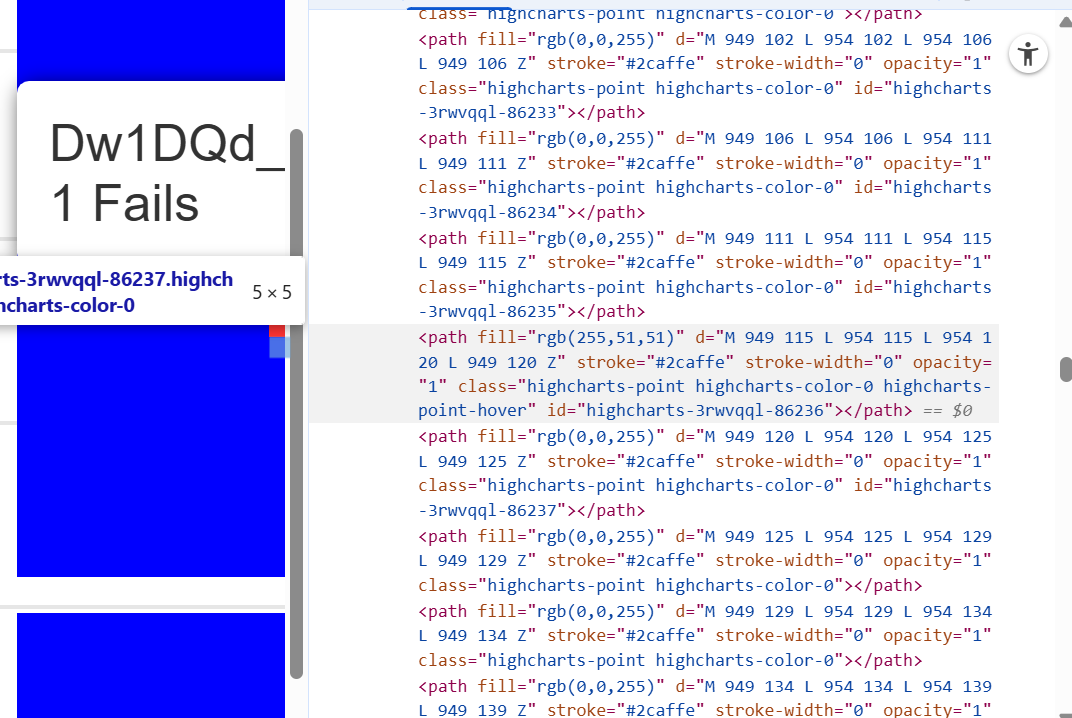 Dw1DQd_
1 Fails
rts-3rwvqql-86237.highch
hcharts-color-0
5 × 5
class="highcharts-point highcharts-color-0"></path>
<path fill="rgb(0,0,255)" d="M 949 102 L 954 102 L 954 106
L 949 106 Z" stroke="#2caffe" stroke-width="0" opacity="1"
class="highcharts-point highcharts-color-0" id="highcharts
-3rwvqql-86233"></path>
<path fill="rgb(0,0,255)" d="M 949 106 L 954 106 L 954 111
L 949 111 Z" stroke="#2caffe" stroke-width="0" opacity="1"
class="highcharts-point highcharts-color-0" id="highcharts
-3rwvqql-86234"></path>
<path fill="rgb(0,0,255)" d="M 949 111 L 954 111 L 954 115
L 949 115 Z" stroke="#2caffe" stroke-width="0" opacity="1"
class="highcharts-point highcharts-color-0" id="highcharts
-3rwvqql-86235"></path>
<path fill="rgb(255,51,51)" d="M 949 115 L 954 115 L 954 1
20 L 949 120 Z" stroke="#2caffe" stroke-width="0" opacity=
"1" class="highcharts-point highcharts-color-0 highcharts-
point-hover" id="highcharts-3rwvqql-86236"></path> == $0
<path fill="rgb(0,0,255)" d="M 949 120 L 954 120 L 954 125
L 949 125 Z" stroke="#2caffe" stroke-width="0" opacity="1"
class="highcharts-point highcharts-color-0" id="highcharts
-3rwvqql-86237"></path>
<path fill="rgb(0,0,255)" d="M 949 125 L 954 125 L 954 129
L 949 129 Z" stroke="#2caffe" stroke-width="0" opacity="1"
class="highcharts-point highcharts-color-0"></path>
<path fill="rgb(0,0,255)" d="M 949 129 L 954 129 L 954 134
L 949 134 Z" stroke="#2caffe" stroke-width="0" opacity="1"
class="highcharts-point highcharts-color-0"></path>
<path fill="rgb(0,0,255)" d="M 949 134 L 954 134 L 954 139
L 949 139 Z" stroke="#2caffe" stroke-width="0" opacity="1"